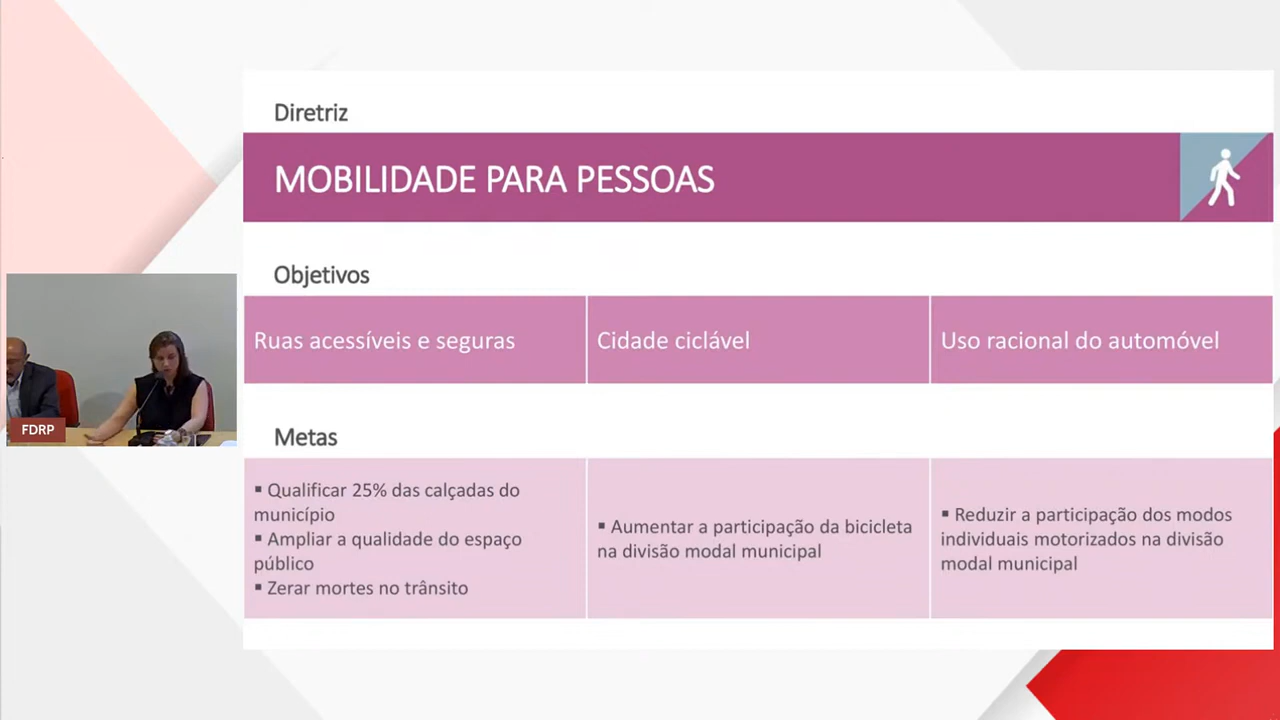 Diretriz
MOBILIDADE PARA PESSOAS
Objetivos
Ruas acessíveis e seguras
Cidade ciclável
Uso racional do automóvel
FDRP
Metas
▪ Qualificar 25% das calçadas do
município
▪ Ampliar a qualidade do espaço
público
▪ Zerar mortes no trânsito
▪ Aumentar a participação da bicicleta
na divisão modal municipal
▪ Reduzir a participação dos modos
individuais motorizados na divisão
modal municipal